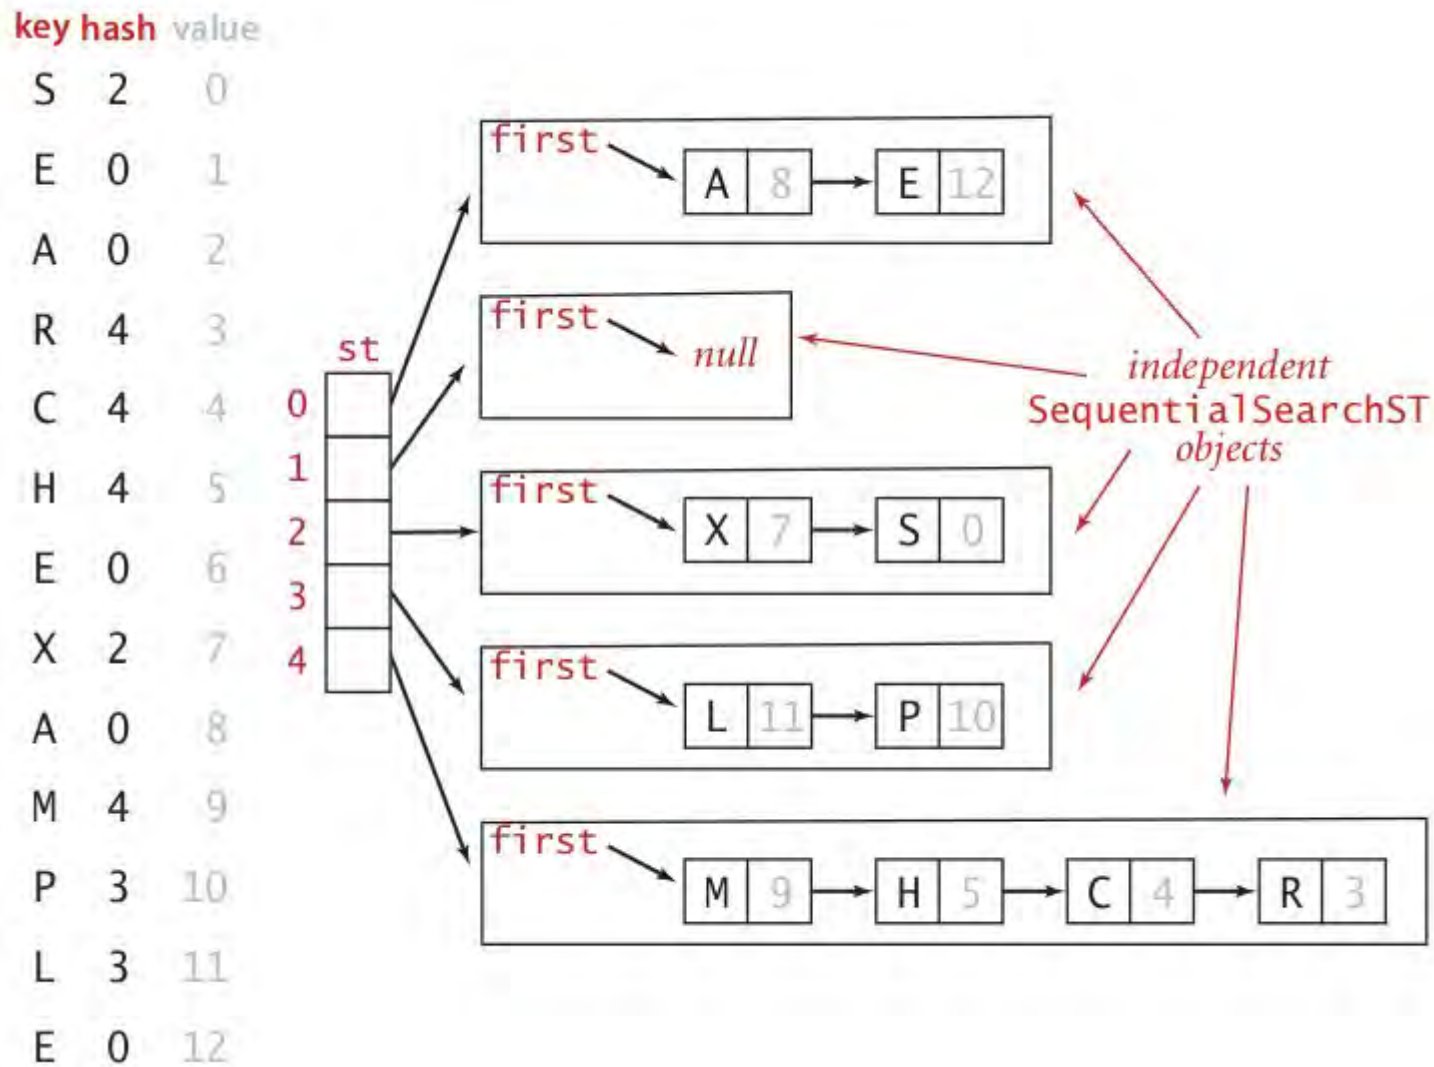 key hash value
S 2 0
E 0 1
A 0 2
R 4 3
C 4 4
H 4 5
E 0 6
X 2 7
A 0 8
M 4 9
P 3 10
L 3 11
E 0 12
st
0
1
2
3
4
first
A 8 E 12
first
null
first
X 7 S 0
first
L 11 P 10
first
M 9 H 5 C 4 R 3
independent
SequentialSearchST
objects